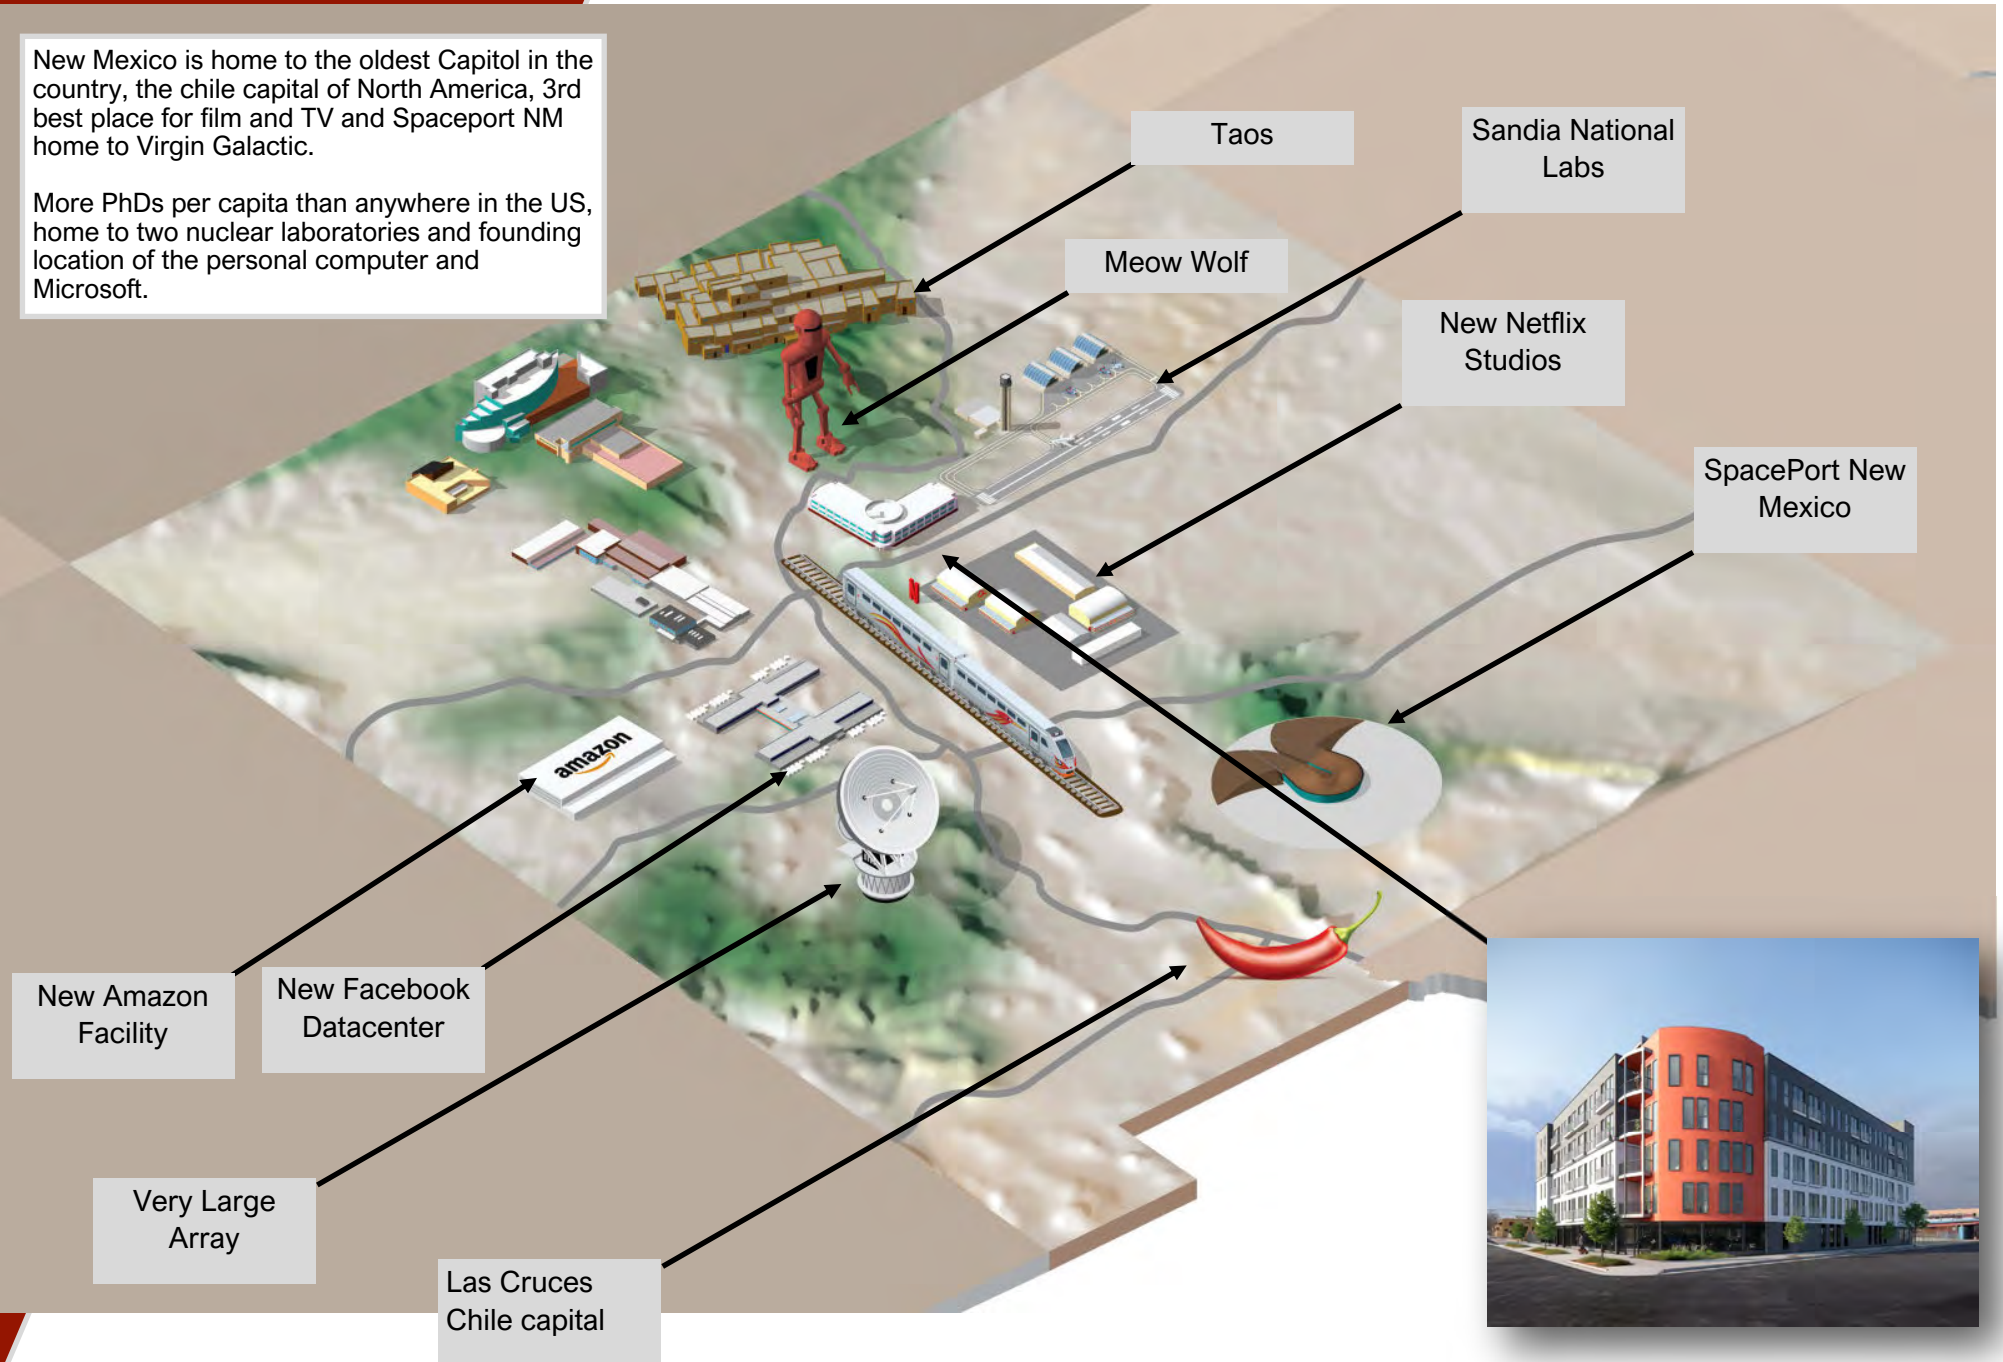 New Mexico is home to the oldest Capitol in the
country, the chile capital of North America, 3rd
best place for film and TV and Spaceport NM
home to Virgin Galactic.
More PhDs per capita than anywhere in the US,
home to two nuclear laboratories and founding
location of the personal computer and
Microsoft.
Taos
Sandia National
Labs
Meow Wolf
New Netflix
Studios
SpacePort New
Mexico
N
amazon
New Amazon
Facility
New Facebook
Datacenter
Very Large
Array
Las Cruces
Chile capital